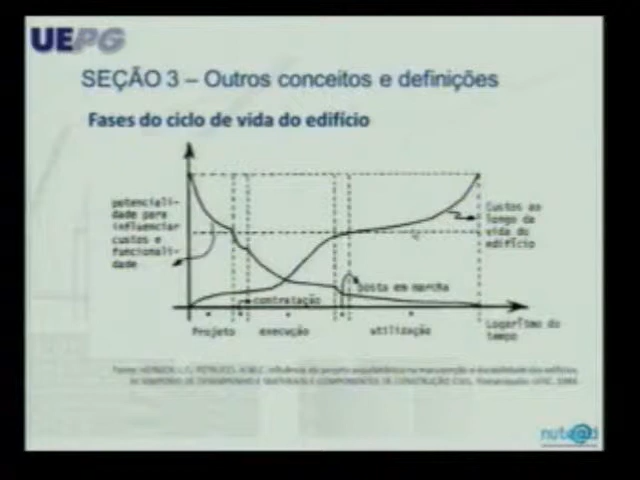 UEPG
SEÇÃO 3 – Outros conceitos e definições
Fases do ciclo de vida do edifício
potenciali-
dade para
influenciar
custos e
funcionali-
dade
Custos ao
longo da
vida do
edifício
posta em marcha
contratação
Projeto execução utilização
Logaritmo do
tempo
nutead